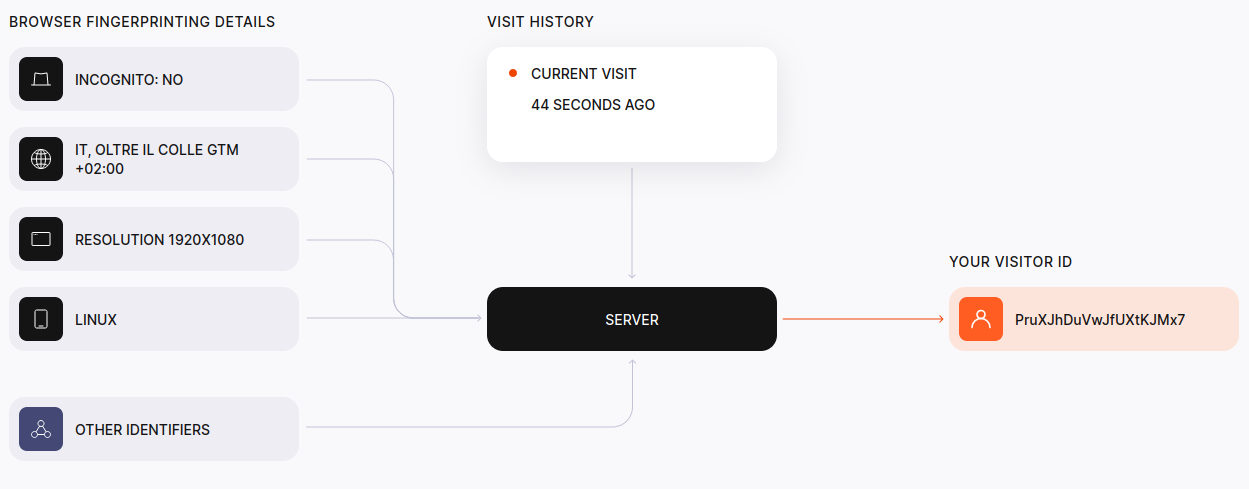 BROWSER FINGERPRINTING DETAILS
INCOGNITO: NO
IT, OLTRE IL COLLE GTM
+02:00
RESOLUTION 1920X1080
LINUX
OTHER IDENTIFIERS
VISIT HISTORY
CURRENT VISIT
44 SECONDS AGO
SERVER
YOUR VISITOR ID
PruXJhDuVwJfUXtKJMx7